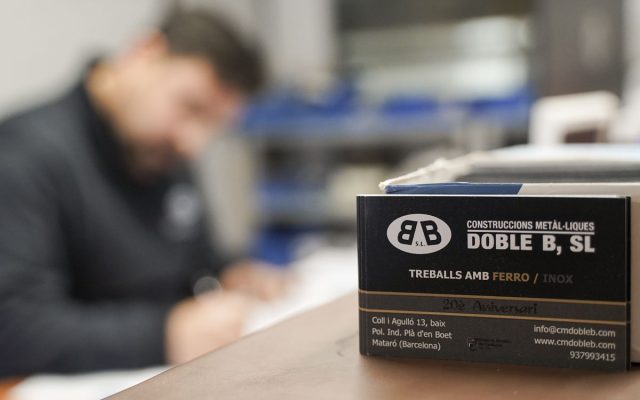 BB
S.L.
CONSTRUCCIONS METÀL·LIQUES
DOBLE B, SL
TREBALLS AMB FERRO / INOX
20è Aniversari
Coll i Agulló 13, baix
Pol. Ind. Plà d'en Boet
Mataró (Barcelona)
info@cmdobleb.com
www.cmdobleb.com
937993415